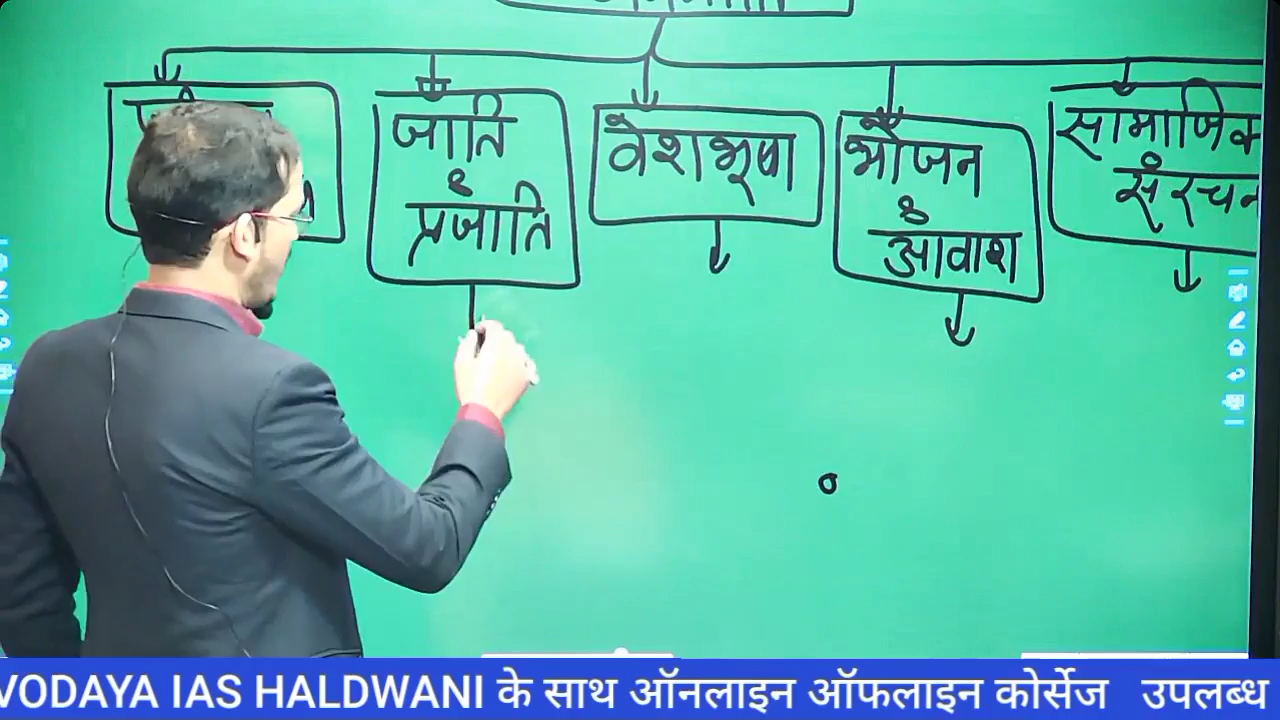 जाति
&
प्रजाति
वेशभूषा
भोजन
&
आवाश
सामाजिक
संरचना
VODAYA IAS HALDWANI के साथ ऑनलाइन ऑफलाइन कोर्सेज उपलब्ध